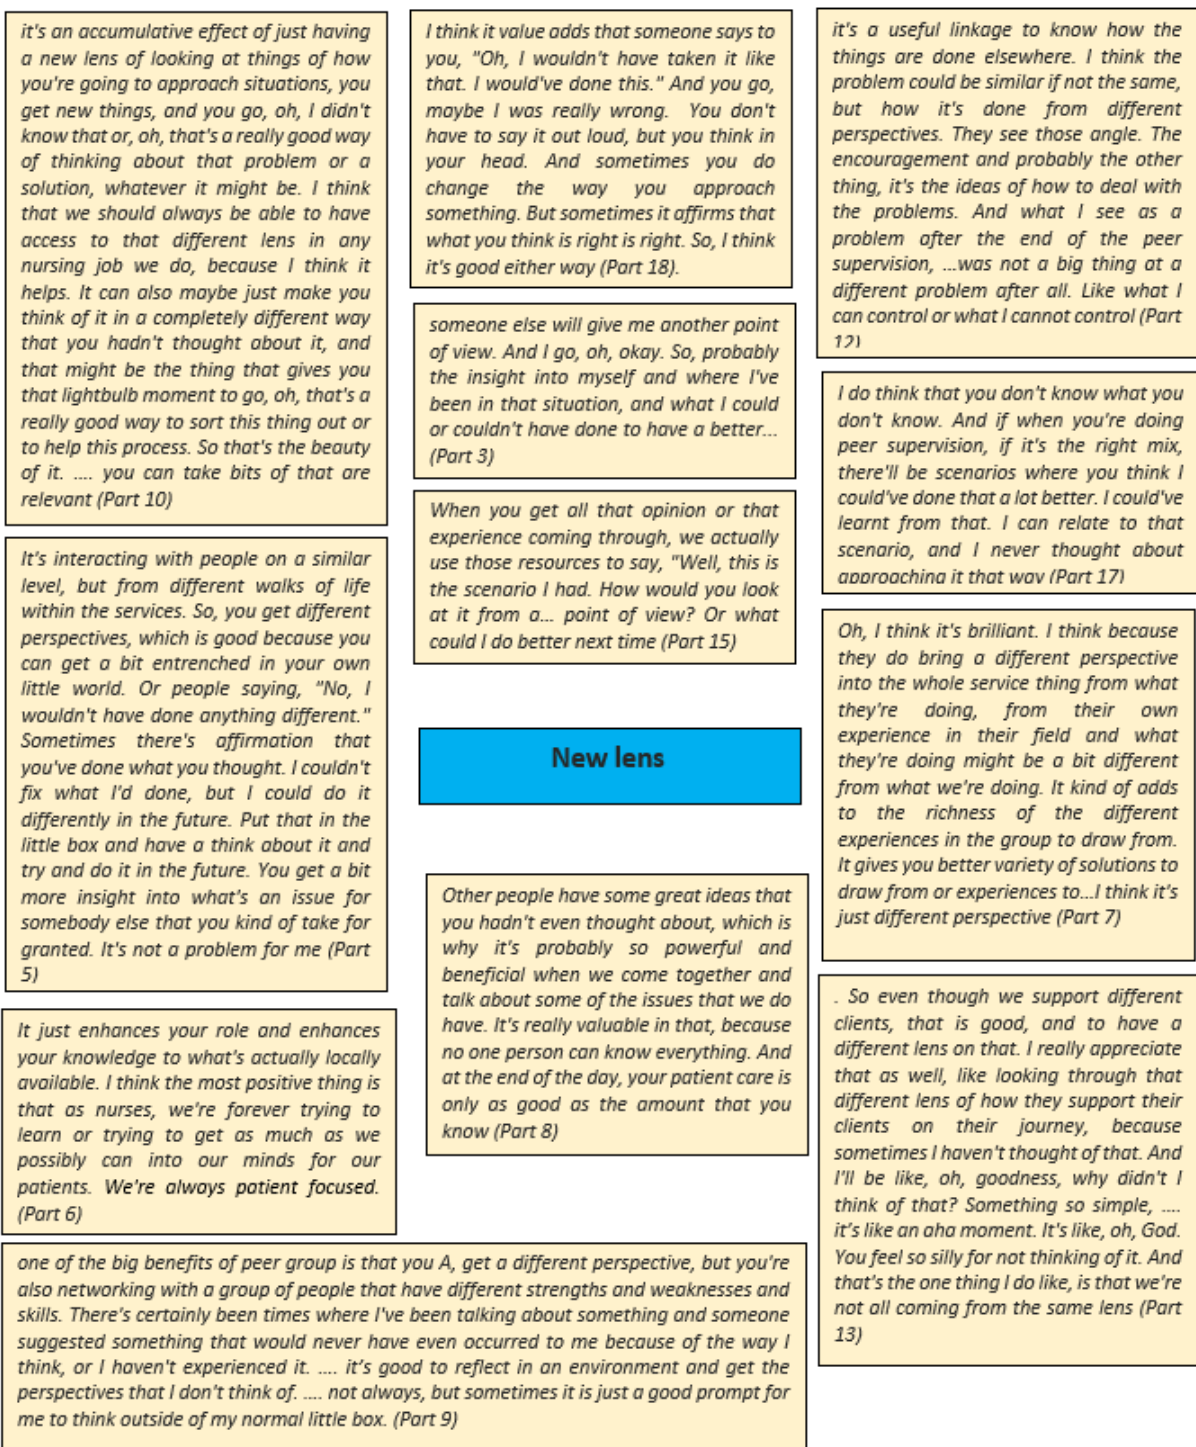 it's an accumulative effect of just having
a new lens of looking at things of how
you're going to approach situations, you
get new things, and you go, oh, I didn't
know that or, oh, that's a really good way
of thinking about that problem or a
solution, whatever it might be. I think
that we should always be able to have
access to that different lens in any
nursing job we do, because I think it
helps. It can also maybe just make you
think of it in a completely different way
that you hadn't thought about it, and
that might be the thing that gives you
that lightbulb moment to go, oh, that's a
really good way to sort this thing out or
to help this process. So that's the beauty
of it. .... you can take bits of that are
relevant (Part 10)
It's interacting with people on a similar
level, but from different walks of life
within the services. So, you get different
perspectives, which is good because you
can get a bit entrenched in your own
little world. Or people saying, "No, I
wouldn't have done anything different."
Sometimes there's affirmation that
you've done what you thought. I couldn't
fix what I'd done, but I could do it
differently in the future. Put that in the
little box and have a think about it and
try and do it in the future. You get a bit
more insight into what's an issue for
somebody else that you kind of take for
granted. It's not a problem for me (Part
5)
It just enhances your role and enhances
your knowledge to what's actually locally
available. I think the most positive thing is
that as nurses, we're forever trying to
learn or trying to get as much as we
possibly can into our minds for our
patients. We're always patient focused.
(Part 6)
I think it value adds that someone says to
you, "Oh, I wouldn't have taken it like
that. I would've done this." And you go,
maybe I was really wrong. You don't
have to say it out loud, but you think in
your head. And sometimes you do
change the way you approach
something. But sometimes it affirms that
what you think is right is right. So, I think
it's good either way (Part 18).
someone else will give me another point
of view. And I go, oh, okay. So, probably
the insight into myself and where I've
been in that situation, and what I could
or couldn't have done to have a better...
(Part 3)
When you get all that opinion or that
experience coming through, we actually
use those resources to say, "Well, this is
the scenario I had. How would you look
at it from a... point of view? Or what
could I do better next time (Part 15)
New lens
Other people have some great ideas that
you hadn't even thought about, which is
why it's probably so powerful and
beneficial when we come together and
talk about some of the issues that we do
have. It's really valuable in that, because
no one person can know everything. And
at the end of the day, your patient care is
only as good as the amount that you
know (Part 8)
it's a useful linkage to know how the
things are done elsewhere. I think the
problem could be similar if not the same,
but how it's done from different
perspectives. They see those angle. The
encouragement and probably the other
thing, it's the ideas of how to deal with
the problems. And what I see as a
problem after the end of the peer
supervision, ...was not a big thing at a
different problem after all. Like what I
can control or what I cannot control (Part
12)
I do think that you don't know what you
don't know. And if when you're doing
peer supervision, if it's the right mix,
there'll be scenarios where you think I
could've done that a lot better. I could've
learnt from that. I can relate to that
scenario, and I never thought about
approaching it that way (Part 17)
Oh, I think it's brilliant. I think because
they do bring a different perspective
into the whole service thing from what
they're doing, from their own
experience in their field and what
they're doing might be a bit different
from what we're doing. It kind of adds
to the richness of the different
experiences in the group to draw from.
It gives you better variety of solutions to
draw from or experiences to...I think it's
just different perspective (Part 7)
. So even though we support different
clients, that is good, and to have a
different lens on that. I really appreciate
that as well, like looking through that
different lens of how they support their
clients on their journey, because
sometimes I haven't thought of that. And
I'll be like, oh, goodness, why didn't I
think of that? Something so simple, ....
it's like an aha moment. It's like, oh, God.
You feel so silly for not thinking of it. And
that's the one thing I do like, is that we're
not all coming from the same lens (Part
13)
one of the big benefits of peer group is that you A, get a different perspective, but you're
also networking with a group of people that have different strengths and weaknesses and
skills. There's certainly been times where I've been talking about something and someone
suggested something that would never have even occurred to me because of the way I
think, or I haven't experienced it. .... it's good to reflect in an environment and get the
perspectives that I don't think of. .... not always, but sometimes it is just a good prompt for
me to think outside of my normal little box. (Part 9)